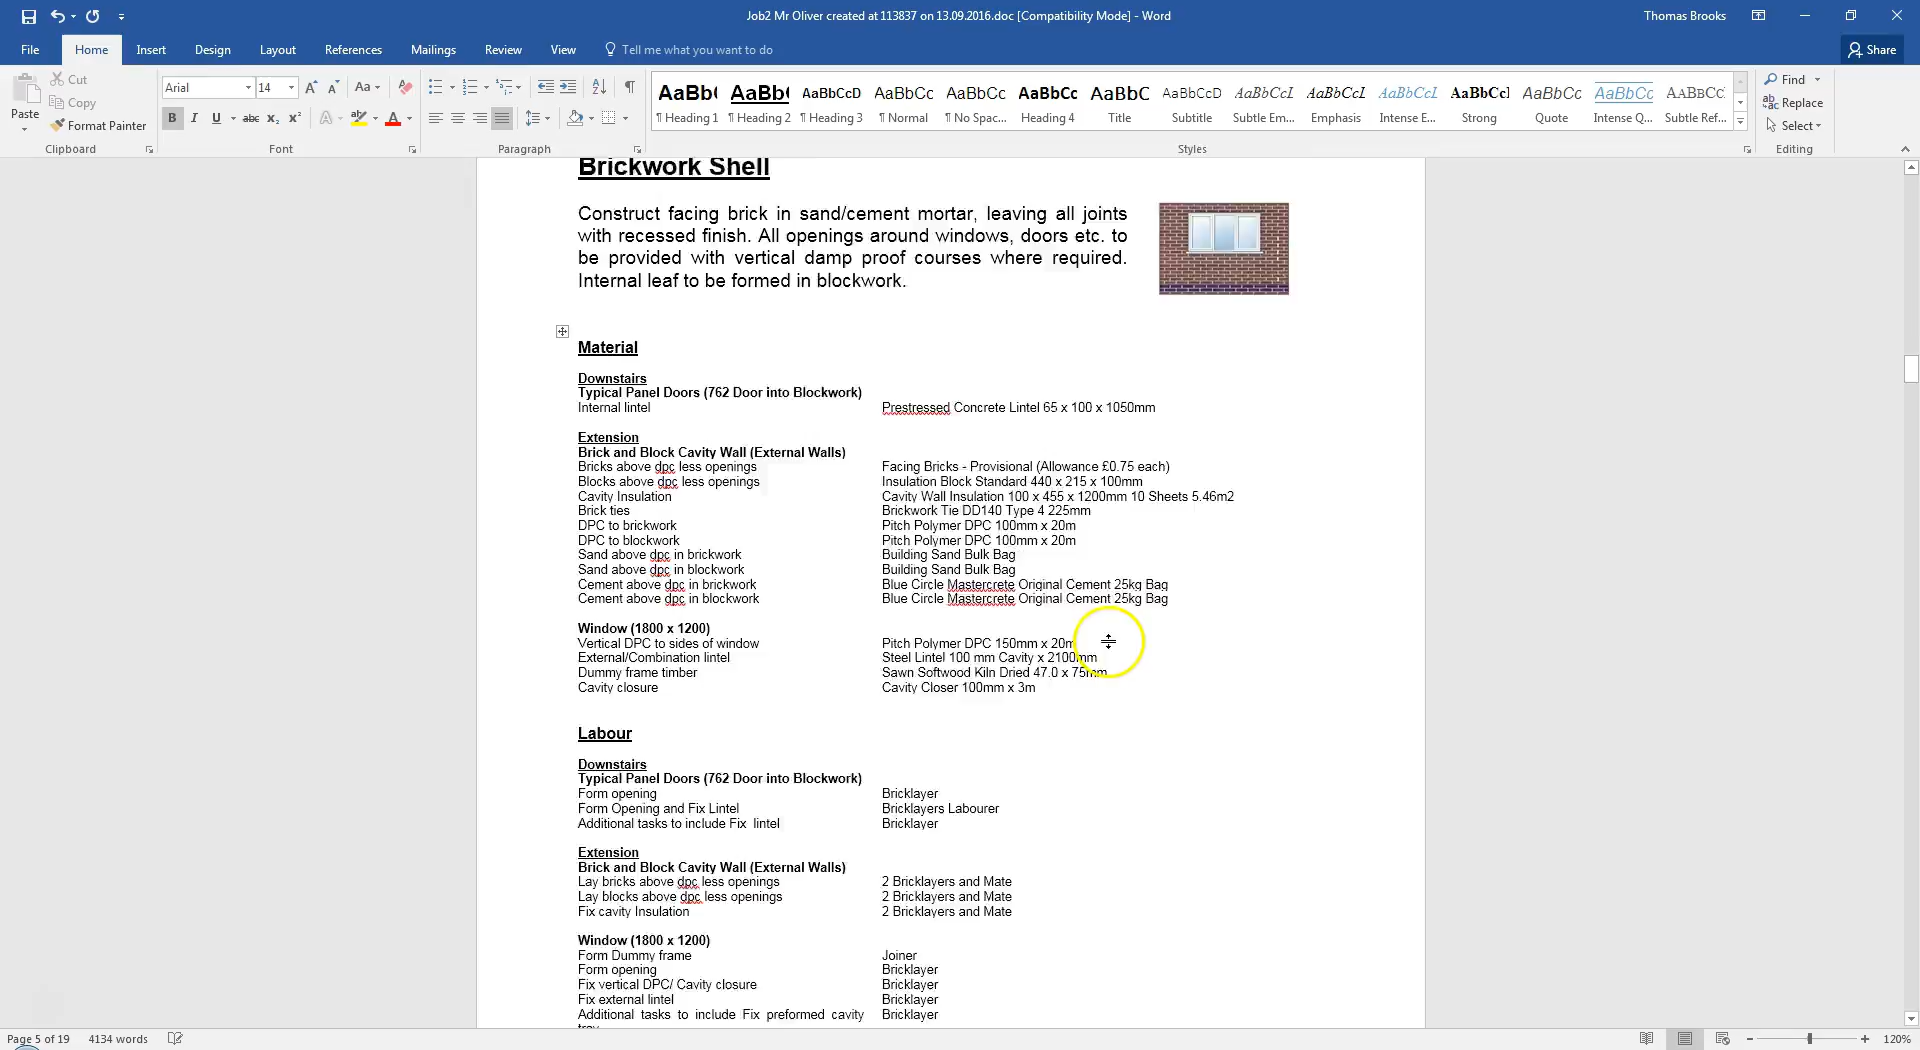 Job2 Mr Oliver created at 113837 on 13.09.2016.doc [Compatibility Mode] - Word
Thomas Brooks
File Home Insert Design Layout References Mailings Review View Tell me what you want to do
Share
Paste
Cut
Copy
Format Painter
Clipboard
Arial 14
Aa
B I U abc x₂ x² A A
Font
Paragraph
AaBb( AaBb( AaBbCcD AaBbCc AaBbCc AaBbCc AaBbC AaBbCcD AaBbCcL AaBbCcL AaBbCcL AaBbCcI AaBbCc AaBbCc AABBCC
¶ Heading 1 ¶ Heading 2 ¶ Heading 3 ¶ Normal ¶ No Spac... Heading 4 Title Subtitle Subtle Em... Emphasis Intense E... Strong Quote Intense Q... Subtle Ref...
Styles
Find
Replace
Select
Editing
Brickwork Shell
Construct facing brick in sand/cement mortar, leaving all joints
with recessed finish. All openings around windows, doors etc. to
be provided with vertical damp proof courses where required.
Internal leaf to be formed in blockwork.
Material
Downstairs
Typical Panel Doors (762 Door into Blockwork)
Internal lintel Prestressed Concrete Lintel 65 x 100 x 1050mm
Extension
Brick and Block Cavity Wall (External Walls)
Bricks above dpc less openings Facing Bricks - Provisional (Allowance £0.75 each)
Blocks above dpc less openings Insulation Block Standard 440 x 215 x 100mm
Cavity Insulation Cavity Wall Insulation 100 x 455 x 1200mm 10 Sheets 5.46m2
Brick ties Brickwork Tie DD140 Type 4 225mm
DPC to brickwork Pitch Polymer DPC 100mm x 20m
DPC to blockwork Pitch Polymer DPC 100mm x 20m
Sand above dpc in brickwork Building Sand Bulk Bag
Sand above dpc in blockwork Building Sand Bulk Bag
Cement above dpc in brickwork Blue Circle Mastercrete Original Cement 25kg Bag
Cement above dpc in blockwork Blue Circle Mastercrete Original Cement 25kg Bag
Window (1800 x 1200)
Vertical DPC to sides of window Pitch Polymer DPC 150mm x 20m
External/Combination lintel Steel Lintel 100 mm Cavity x 2100mm
Dummy frame timber Sawn Softwood Kiln Dried 47.0 x 75mm
Cavity closure Cavity Closer 100mm x 3m
Labour
Downstairs
Typical Panel Doors (762 Door into Blockwork)
Form opening Bricklayer
Form Opening and Fix Lintel Bricklayers Labourer
Additional tasks to include Fix lintel Bricklayer
Extension
Brick and Block Cavity Wall (External Walls)
Lay bricks above dpc less openings 2 Bricklayers and Mate
Lay blocks above dpc less openings 2 Bricklayers and Mate
Fix cavity Insulation 2 Bricklayers and Mate
Window (1800 x 1200)
Form Dummy frame Joiner
Form opening Bricklayer
Fix vertical DPC/ Cavity closure Bricklayer
Fix external lintel Bricklayer
Additional tasks to include Fix preformed cavity Bricklayer
tray
Page 5 of 19 4134 words
120%